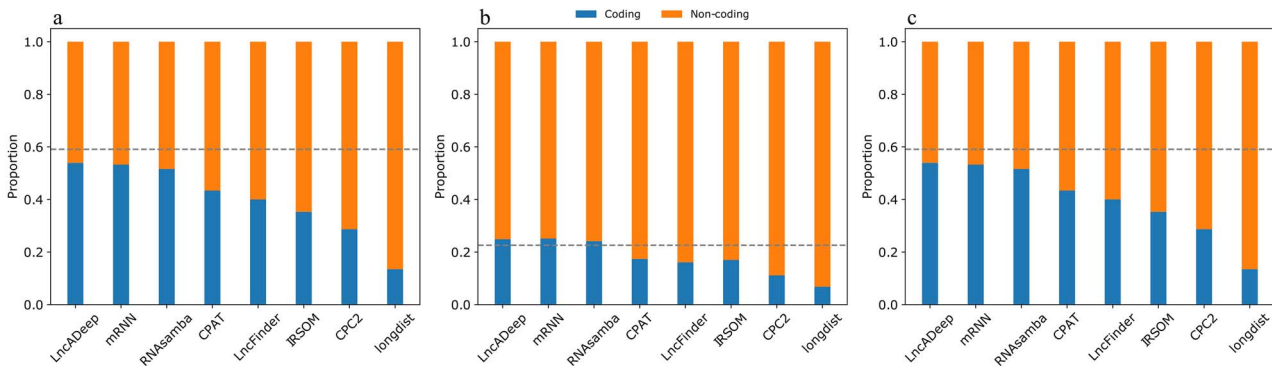 a
b
c
Coding
Non-coding
Proportion
1.0
0.8
0.6
0.4
0.2
0.0
LncADeep
mRNN
RNAsamba
CPAT
LncFinder
IRSOM
CPC2
longdist
Proportion
1.0
0.8
0.6
0.4
0.2
0.0
LncADeep
mRNN
RNAsamba
CPAT
LncFinder
IRSOM
CPC2
longdist
Proportion
1.0
0.8
0.6
0.4
0.2
0.0
LncADeep
mRNN
RNAsamba
CPAT
LncFinder
IRSOM
CPC2
longdist